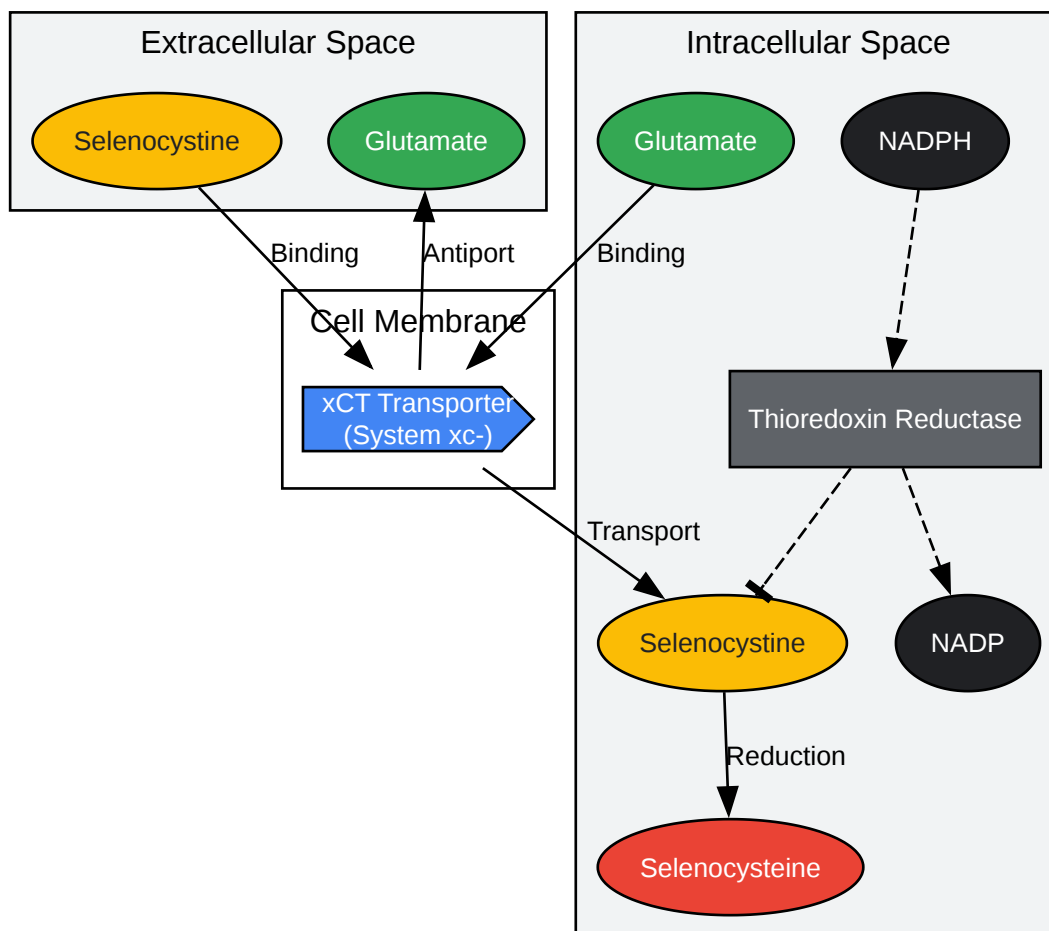 Extracellular Space
Intracellular Space
Selenocystine
Glutamate
Glutamate
NADPH
Binding
Antiport
Binding
Cell Membrane
xCT Transporter
(System xc-)
Thioredoxin Reductase
Transport
Selenocystine
NADP
Reduction
Selenocysteine